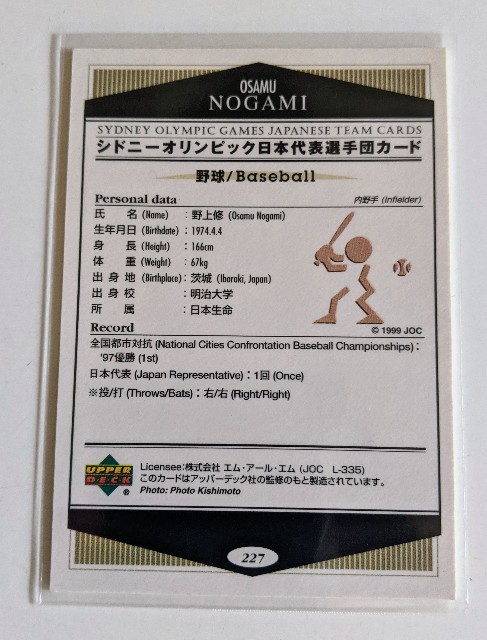 OSAMU
NOGAMI
SYDNEY OLYMPIC GAMES JAPANESE TEAM CARDS
シドニーオリンピック日本代表選手団カード
野球/Baseball
Personal data 内野手 (Infielder)
氏 名 (Name) : 野上修 (Osamu Nogami)
生年月日 (Birthdate) : 1974.4.4
身 長 (Height) : 166cm
体 重 (Weight) : 67kg
出身地 (Birthplace) : 茨城 (Ibaraki, Japan)
出身校 : 明治大学
所 属 : 日本生命
Record © 1999 JOC
全国都市対抗 (National Cities Confrontation Baseball Championships) :
'97優勝 (1st)
日本代表 (Japan Representative) : 1回 (Once)
※投/打 (Throws/Bats) : 右/右 (Right/Right)
UPPER
DECK
®
Licensee:株式会社 エム・アール・エム (JOC L-335)
このカードはアッパーデック社の監修のもと製造されています。
Photo: Photo Kishimoto
227